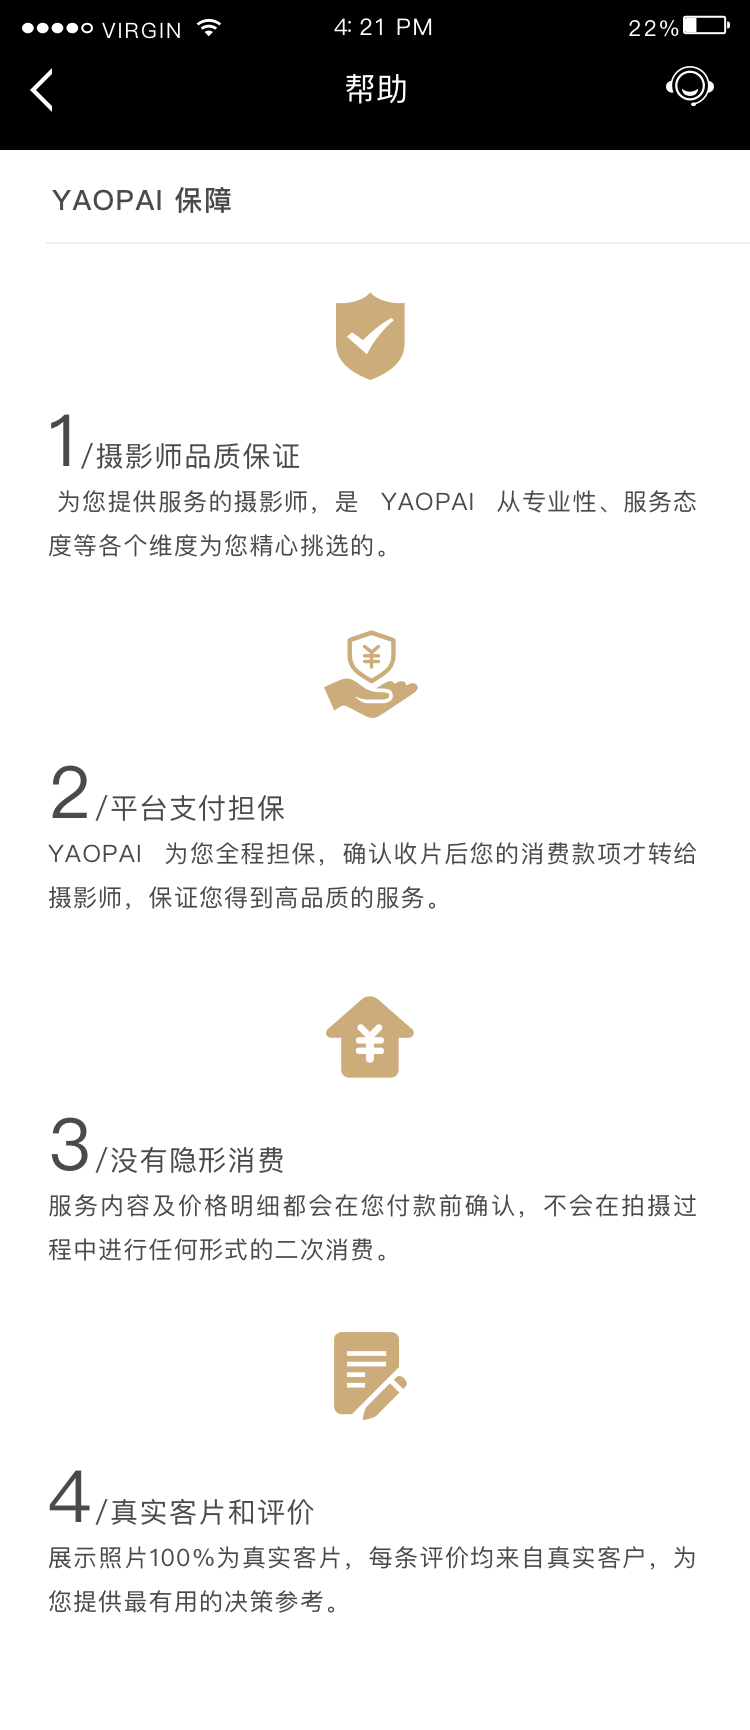 VIRGIN 4: 21 PM 22%
帮助
YAOPAI 保障
1/摄影师品质保证
为您提供服务的摄影师，是 YAOPAI 从专业性、服务态
度等各个维度为您精心挑选的。
¥
2/平台支付担保
YAOPAI 为您全程担保，确认收片后您的消费款项才转给
摄影师，保证您得到高品质的服务。
¥
3/没有隐形消费
服务内容及价格明细都会在您付款前确认，不会在拍摄过
程中进行任何形式的二次消费。
4/真实客片和评价
展示照片100%为真实客片，每条评价均来自真实客户，为
您提供最有用的决策参考。